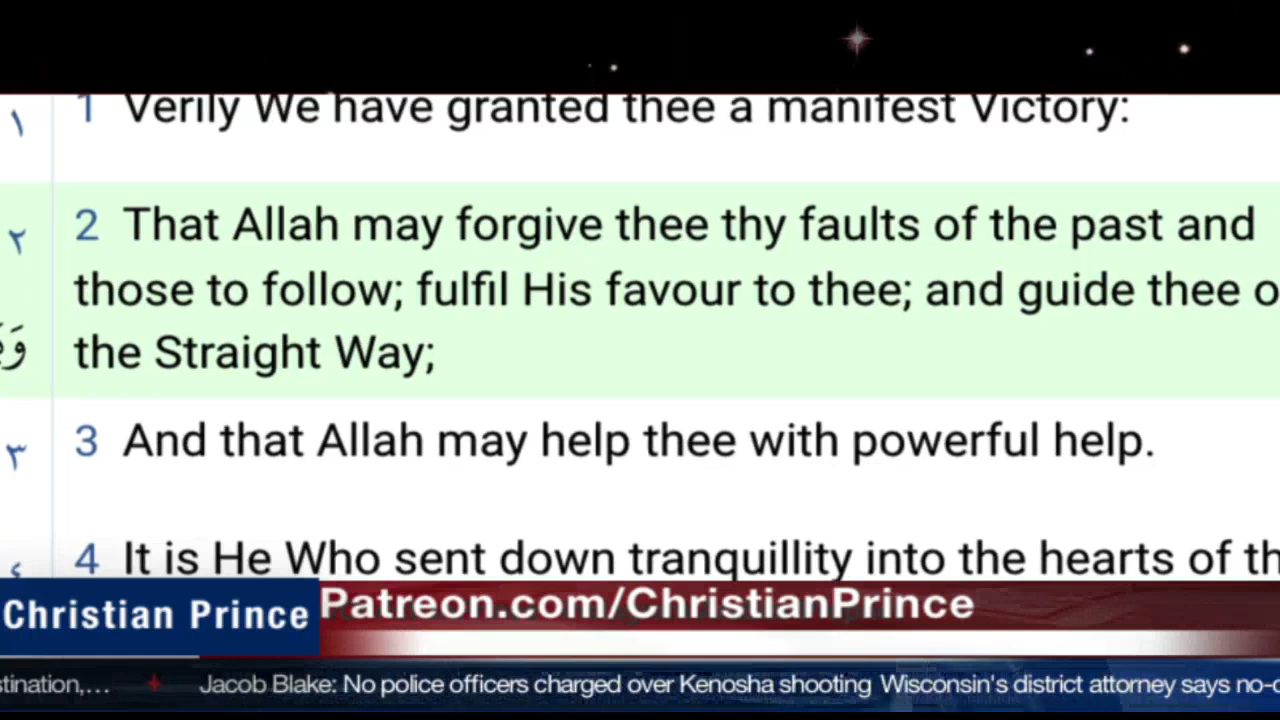 ١
1 Verily We have granted thee a manifest Victory:
٢
2 That Allah may forgive thee thy faults of the past and
those to follow; fulfil His favour to thee; and guide thee o
the Straight Way;
٣
3 And that Allah may help thee with powerful help.
4 It is He Who sent down tranquillity into the hearts of th
Christian Prince
Patreon.com/ChristianPrince
stination,...
Jacob Blake: No police officers charged over Kenosha shooting Wisconsin's district attorney says no-